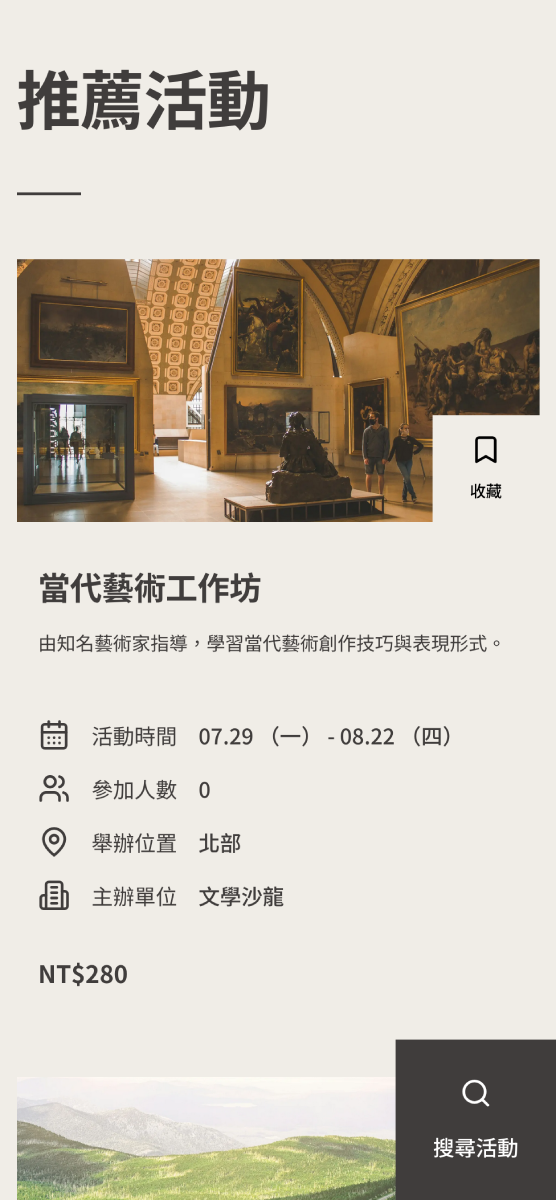 推薦活動
收藏
當代藝術工作坊
由知名藝術家指導，學習當代藝術創作技巧與表現形式。
活動時間 07.29 （一） - 08.22 （四）
參加人數 0
舉辦位置 北部
主辦單位 文學沙龍
NT$280
搜尋活動